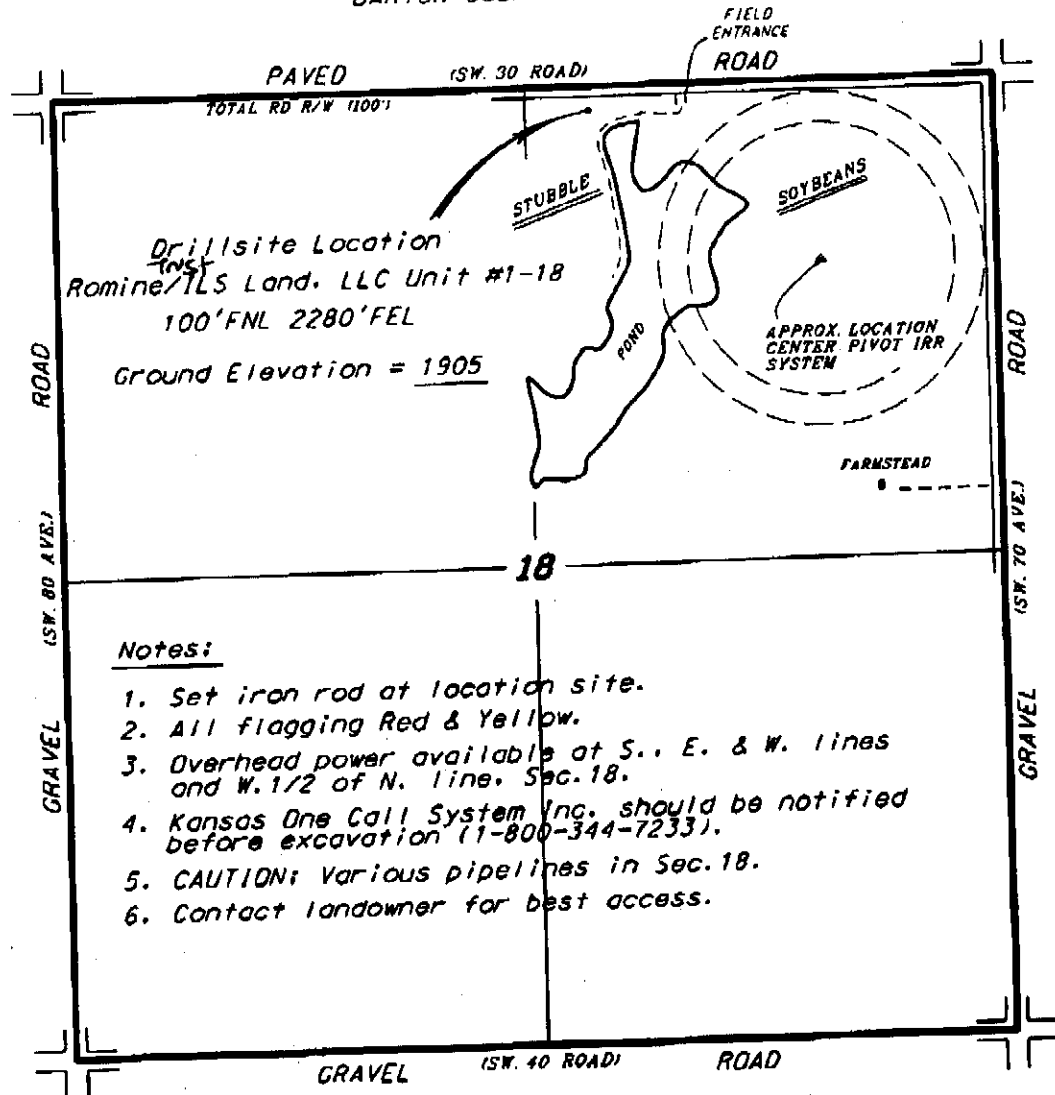 FIELD
ENTRANCE
PAVED (SW. 30 ROAD) ROAD
TOTAL RD R/W (100')
STUBBLE
SOYBEANS
Drillsite Location
Trust
Romine/TLS Land, LLC Unit #1-18
100'FNL 2280'FEL
Ground Elevation = 1905
POND
APPROX. LOCATION
CENTER PIVOT IRR
SYSTEM
FARMSTEAD
ROAD
(SW. 80 AVE.)
GRAVEL
ROAD
(SW. 70 AVE.)
GRAVEL
18
Notes:
1. Set iron rod at location site.
2. All flagging Red & Yellow.
3. Overhead power available at S., E. & W. lines
and W.1/2 of N. line, Sec.18.
4. Kansas One Call System Inc. should be notified
before excavation (1-800-344-7233).
5. CAUTION: Various pipelines in Sec.18.
6. Contact landowner for best access.
GRAVEL (SW. 40 ROAD) ROAD